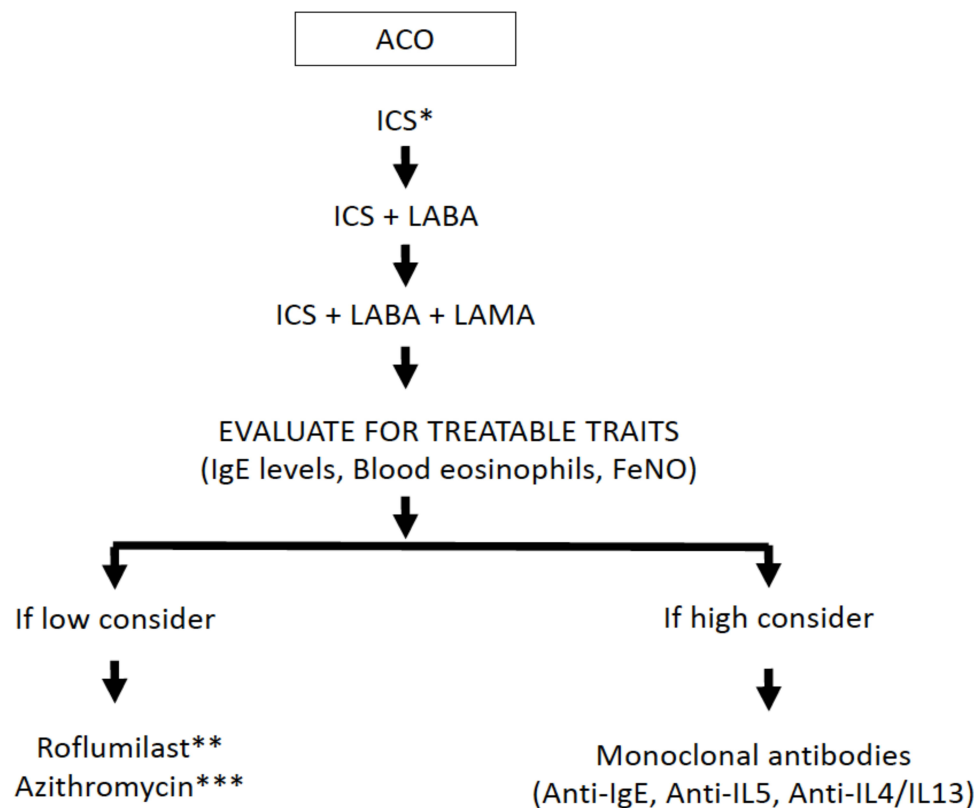 ACO
ICS*
ICS + LABA
ICS + LABA + LAMA
EVALUATE FOR TREATABLE TRAITS
(IgE levels, Blood eosinophils, FeNO)
If low consider
If high consider
Roflumilast**
Azithromycin***
Monoclonal antibodies
(Anti-IgE, Anti-IL5, Anti-IL4/IL13)